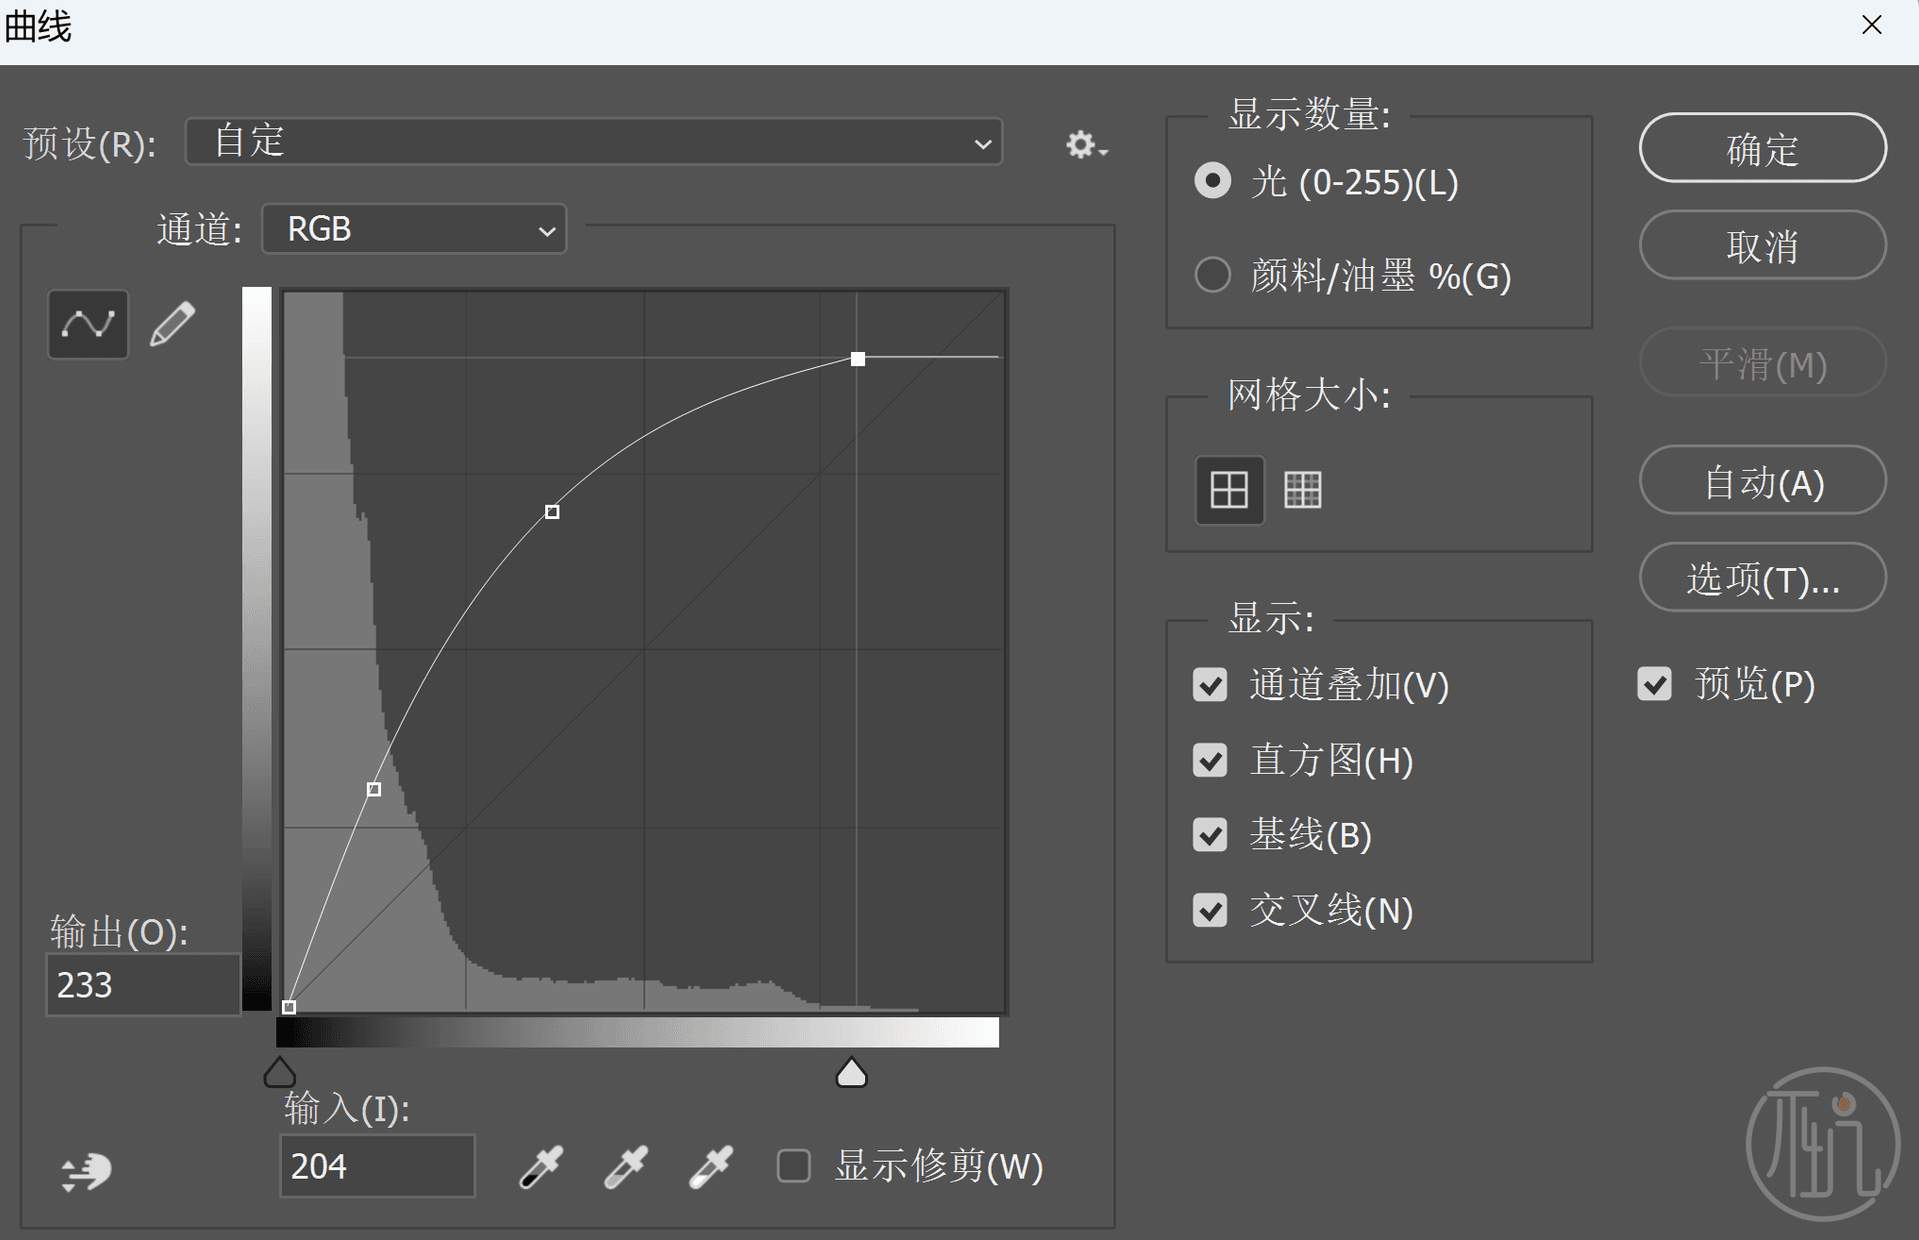 曲线
预设(R):
自定
通道:
RGB
输出(O):
233
输入(I):
204
显示修剪(W)
显示数量:
光 (0-255)(L)
颜料/油墨 %(G)
网格大小:
显示:
通道叠加(V)
直方图(H)
基线(B)
交叉线(N)
确定
取消
平滑(M)
自动(A)
选项(T)...
预览(P)